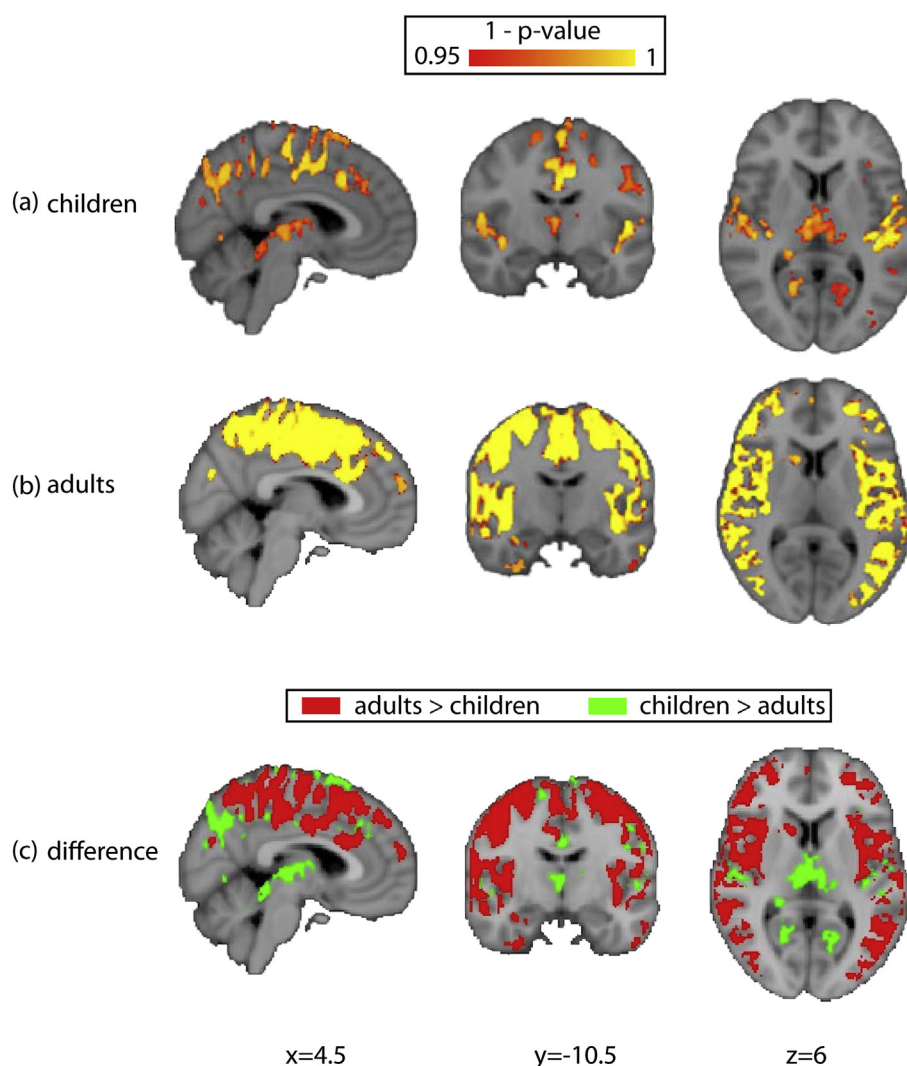 1 - p-value
0.95 1
(a) children
(b) adults
adults > children children > adults
(c) difference
x=4.5 y=-10.5 z=6